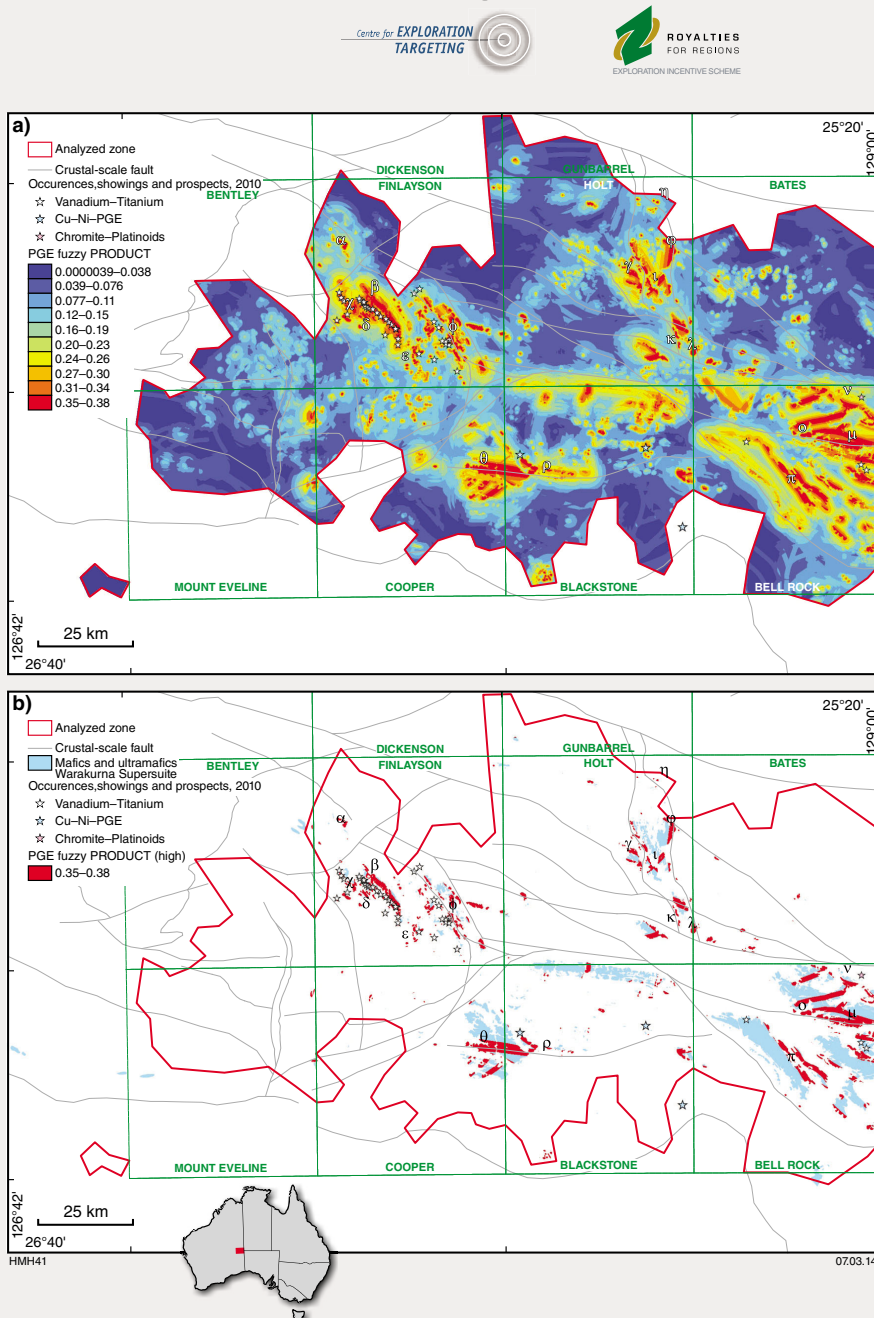 Centre for EXPLORATION
TARGETING
ROYALTIES
FOR REGIONS
EXPLORATION INCENTIVE SCHEME
a)
25°20'
129°00'
Analyzed zone
Crustal-scale fault
Occurences,showings and prospects, 2010
Vanadium–Titanium
Cu–Ni–PGE
Chromite–Platinoids
PGE fuzzy PRODUCT
0.0000039–0.038
0.039–0.076
0.077–0.11
0.12–0.15
0.16–0.19
0.20–0.23
0.24–0.26
0.27–0.30
0.31–0.34
0.35–0.38
DICKENSON
GUNBARREL
BENTLEY
FINLAYSON
HOLT
BATES
η
α
φ
γ
ι
β
χ
δ
ε
φ
κ
λ
ν
ο
μ
θ
ρ
π
MOUNT EVELINE
COOPER
BLACKSTONE
BELL ROCK
25 km
126°42'
26°40'
b)
25°20'
129°00'
Analyzed zone
Crustal-scale fault
Mafics and ultramafics
Warakurna Supersuite
Occurences,showings and prospects, 2010
Vanadium–Titanium
Cu–Ni–PGE
Chromite–Platinoids
PGE fuzzy PRODUCT (high)
0.35–0.38
DICKENSON
GUNBARREL
BENTLEY
FINLAYSON
HOLT
BATES
η
α
φ
γ
ι
β
χ
δ
ε
φ
κ
λ
ν
ο
μ
θ
ρ
π
MOUNT EVELINE
COOPER
BLACKSTONE
BELL ROCK
25 km
126°42'
26°40'
HMH41
07.03.14